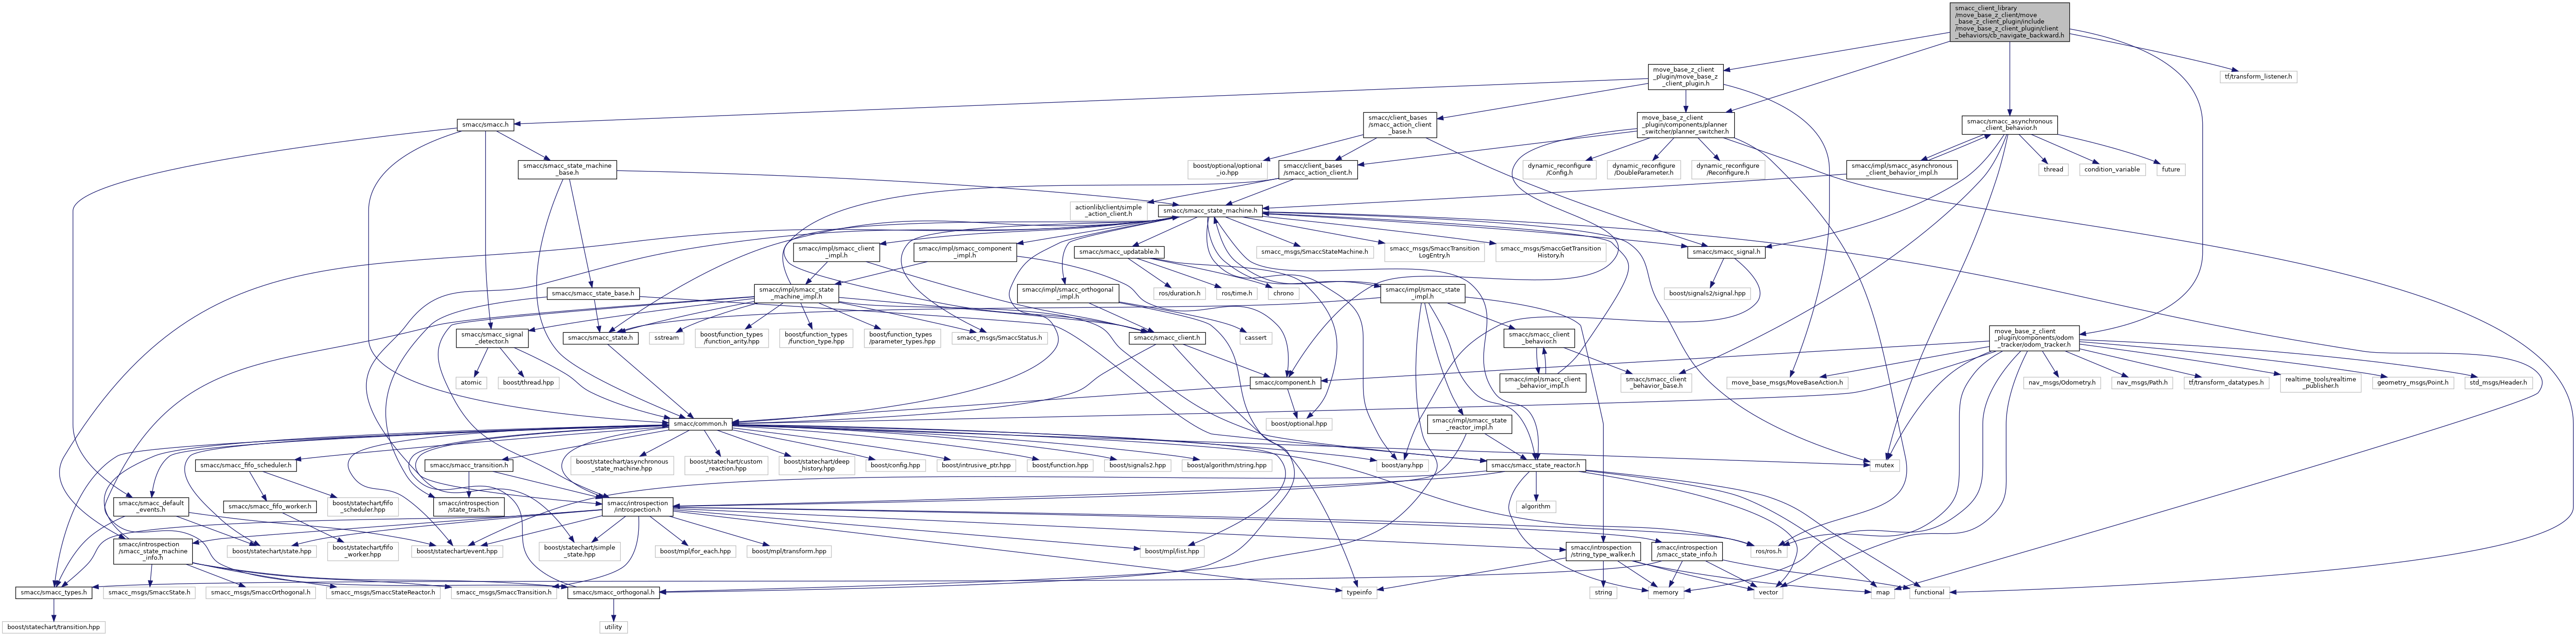 smacc_client_library
/move_base_z_client/move
_base_z_client_plugin/include
/move_base_z_client_plugin/client
_behaviors/cb_navigate_backward.h
move_base_z_client
_plugin/move_base_z
_client_plugin.h
tf/transform_listener.h
smacc/smacc.h
smacc/client_bases
/smacc_action_client
_base.h
move_base_z_client
_plugin/components/planner
_switcher/planner_switcher.h
smacc/smacc_asynchronous
_client_behavior.h
smacc/smacc_state_machine
_base.h
boost/optional/optional
_io.hpp
smacc/client_bases
/smacc_action_client.h
dynamic_reconfigure
/Config.h
dynamic_reconfigure
/DoubleParameter.h
dynamic_reconfigure
/Reconfigure.h
smacc/impl/smacc_asynchronous
_client_behavior_impl.h
thread
condition_variable
future
actionlib/client/simple
_action_client.h
smacc/smacc_state_machine.h
smacc/impl/smacc_client
_impl.h
smacc/impl/smacc_component
_impl.h
smacc/smacc_updatable.h
smacc_msgs/SmaccStateMachine.h
smacc_msgs/SmaccTransition
LogEntry.h
smacc_msgs/SmaccGetTransition
History.h
smacc/smacc_signal.h
smacc/smacc_state_base.h
smacc/impl/smacc_state
_machine_impl.h
smacc/impl/smacc_orthogonal
_impl.h
ros/duration.h
ros/time.h
chrono
smacc/impl/smacc_state
_impl.h
boost/signals2/signal.hpp
smacc/smacc_signal
_detector.h
smacc/smacc_state.h
sstream
boost/function_types
/function_arity.hpp
boost/function_types
/function_type.hpp
boost/function_types
/parameter_types.hpp
smacc_msgs/SmaccStatus.h
smacc/smacc_client.h
cassert
smacc/smacc_client
_behavior.h
move_base_z_client
_plugin/components/odom
_tracker/odom_tracker.h
atomic
boost/thread.hpp
smacc/component.h
smacc/impl/smacc_client
_behavior_impl.h
smacc/smacc_client
_behavior_base.h
move_base_msgs/MoveBaseAction.h
nav_msgs/Odometry.h
nav_msgs/Path.h
tf/transform_datatypes.h
realtime_tools/realtime
_publisher.h
geometry_msgs/Point.h
std_msgs/Header.h
smacc/common.h
boost/optional.hpp
smacc/impl/smacc_state
_reactor_impl.h
smacc/smacc_fifo_scheduler.h
smacc/smacc_transition.h
boost/statechart/asynchronous
_state_machine.hpp
boost/statechart/custom
_reaction.hpp
boost/statechart/deep
_history.hpp
boost/config.hpp
boost/intrusive_ptr.hpp
boost/function.hpp
boost/signals2.hpp
boost/algorithm/string.hpp
boost/any.hpp
smacc/smacc_state_reactor.h
mutex
smacc/smacc_default
_events.h
smacc/smacc_fifo_worker.h
boost/statechart/fifo
_scheduler.hpp
smacc/introspection
/state_traits.h
smacc/introspection
/introspection.h
algorithm
smacc/introspection
/smacc_state_machine
_info.h
boost/statechart/state.hpp
boost/statechart/fifo
_worker.hpp
boost/statechart/event.hpp
boost/statechart/simple
_state.hpp
boost/mpl/for_each.hpp
boost/mpl/transform.hpp
boost/mpl/list.hpp
smacc/introspection
/string_type_walker.h
smacc/introspection
/smacc_state_info.h
ros/ros.h
smacc/smacc_types.h
smacc_msgs/SmaccState.h
smacc_msgs/SmaccOrthogonal.h
smacc_msgs/SmaccStateReactor.h
smacc_msgs/SmaccTransition.h
smacc/smacc_orthogonal.h
typeinfo
string
memory
vector
map
functional
boost/statechart/transition.hpp
utility